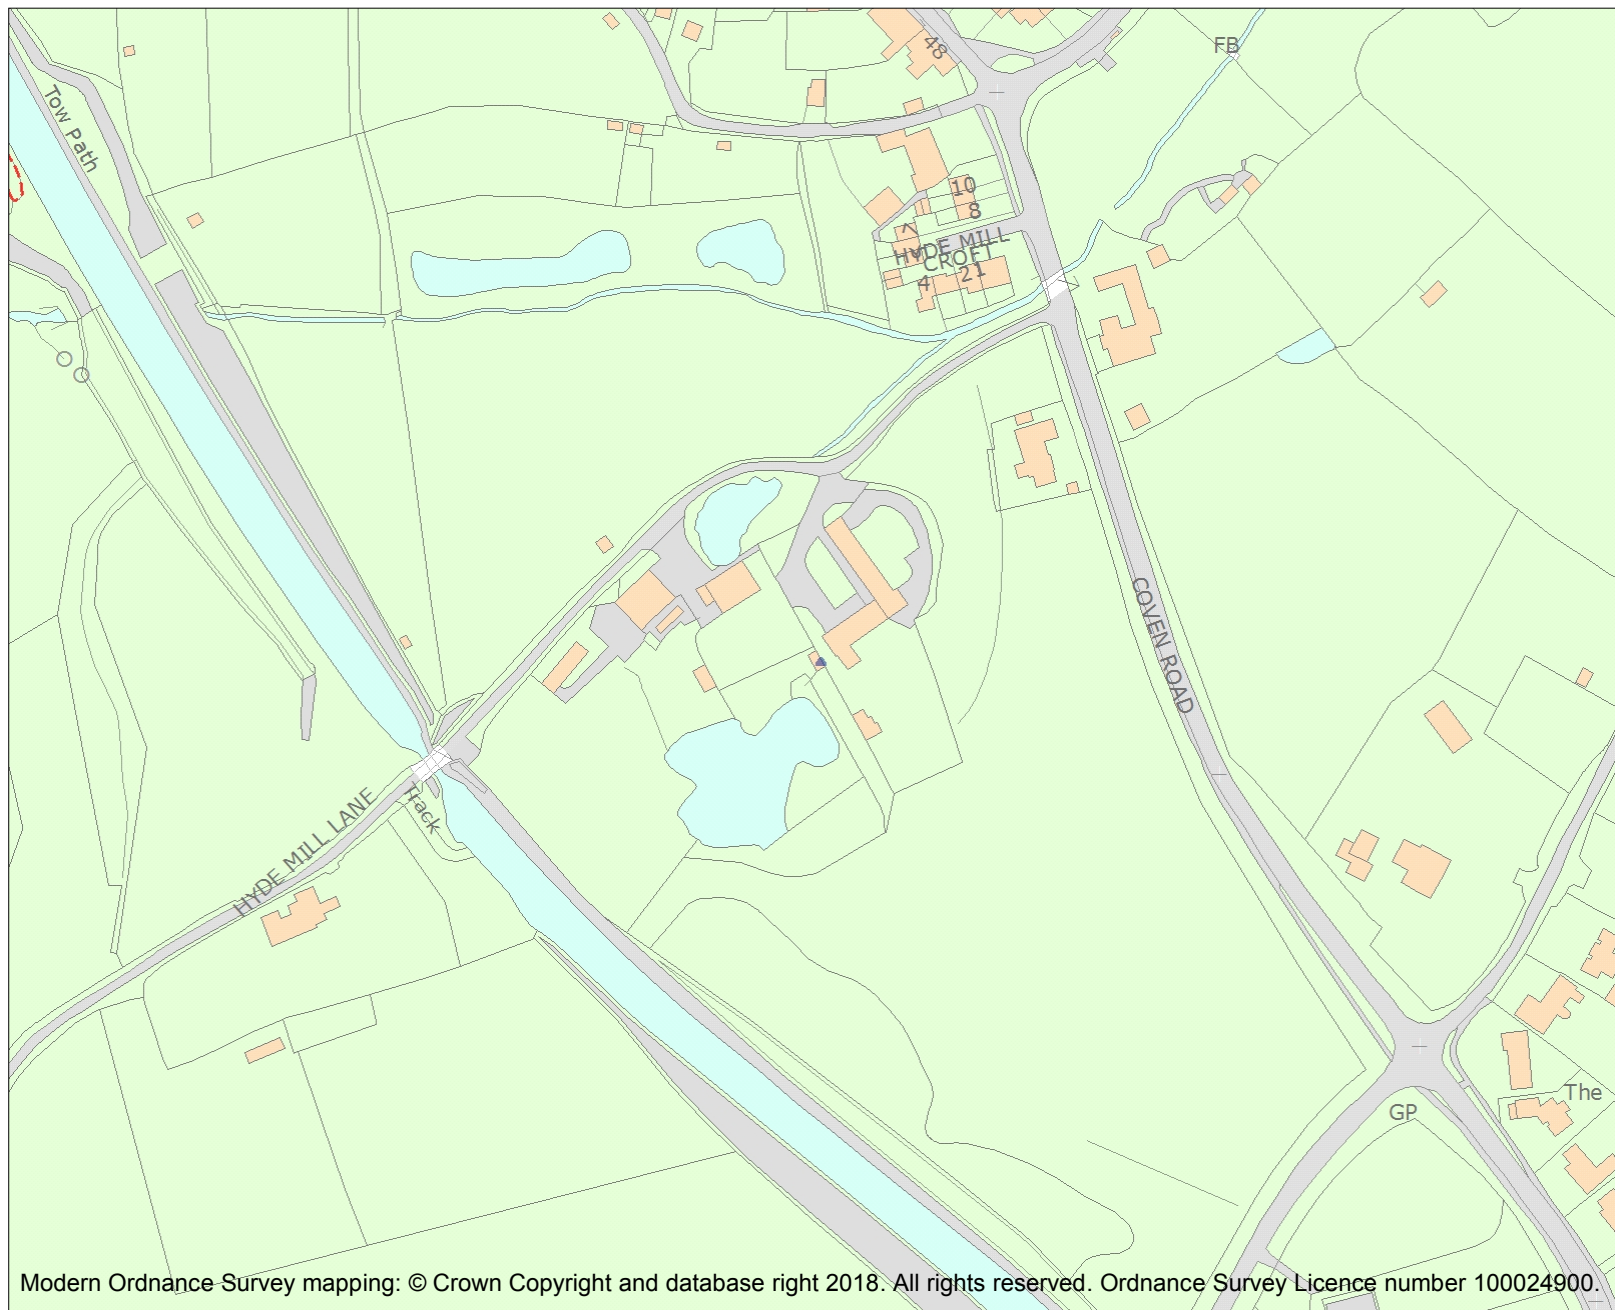 48
FB
Tow Path
10
8
7
HYDE MILL
CROFT
4
21
COVEN ROAD
Track
HYDE MILL LANE
The
GP
Modern Ordnance Survey mapping: © Crown Copyright and database right 2018. All rights reserved. Ordnance Survey Licence number 100024900.